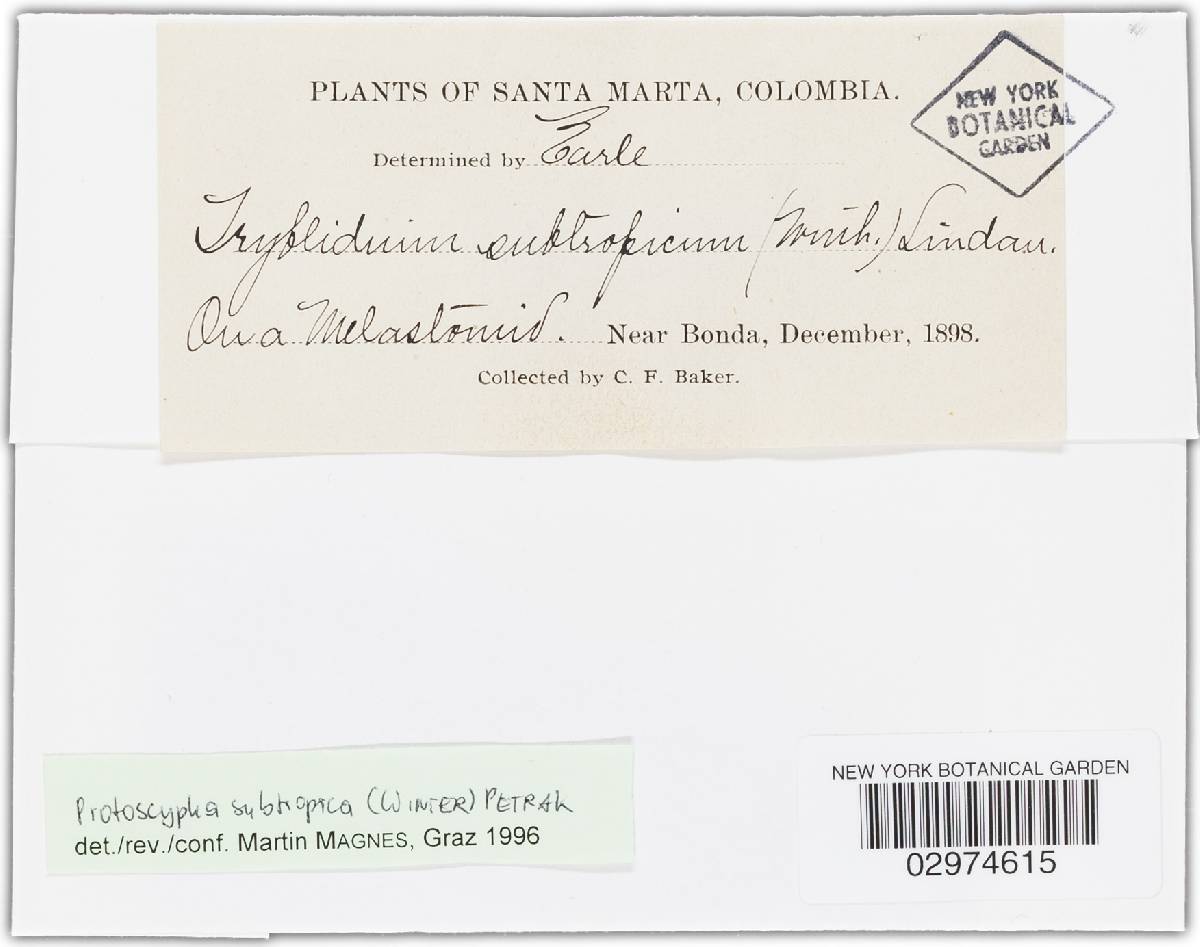 PLANTS OF SANTA MARTA, COLOMBIA.
NEW YORK
BOTANICAL
GARDEN
Determined by Earle
Tryblidium subtropicum (Wint.) Lindau.
On a Melastomid. Near Bonda, December, 1898.
Collected by C. F. Baker.
Protoscypha subtropica (WINTER) PETRAK
det./rev./conf. Martin MAGNES, Graz 1996
NEW YORK BOTANICAL GARDEN
02974615